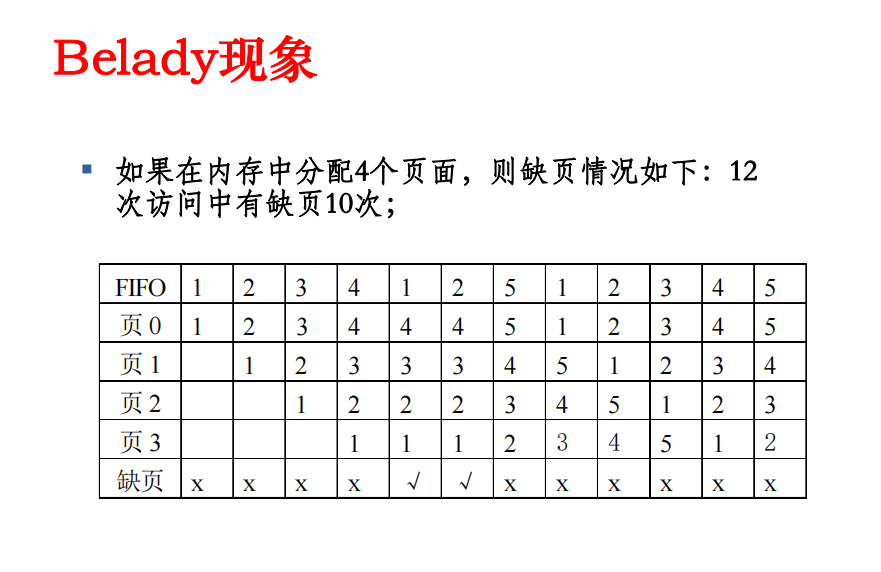 Belady现象
如果在内存中分配4个页面，则缺页情况如下：12
次访问中有缺页10次；
FIFO 1 2 3 4 1 2 5 1 2 3 4 5
页 0 1 2 3 4 4 4 5 1 2 3 4 5
页 1 1 2 3 3 3 4 5 1 2 3 4
页 2 1 2 2 2 3 4 5 1 2 3
页 3 1 1 1 2 3 4 5 1 2
缺页 x x x x √ √ x x x x x x